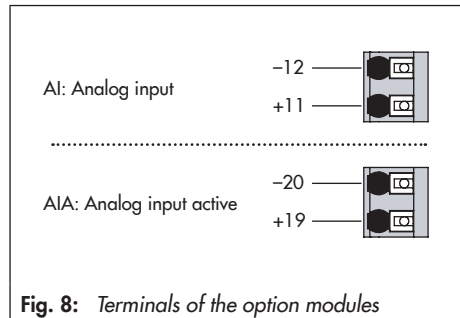 AI: Analog input
–12
+11
AIA: Analog input active
–20
+19
Fig. 8: Terminals of the option modules